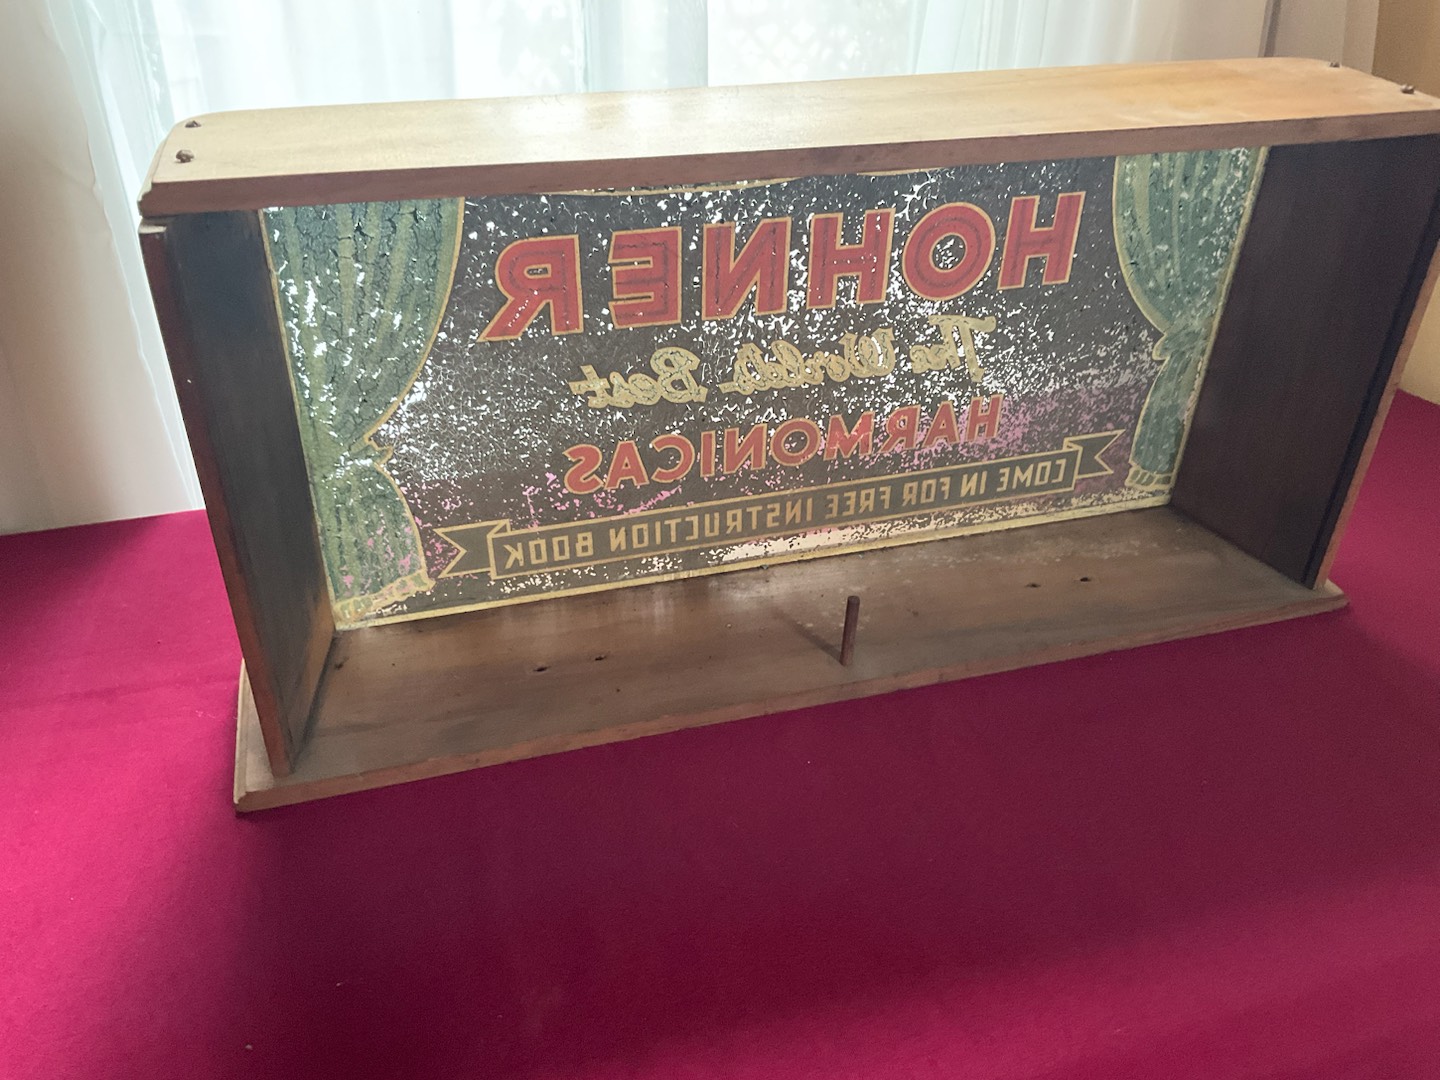 HOHNER
The World's Best
HARMONICAS
COME IN FOR FREE INSTRUCTION BOOK